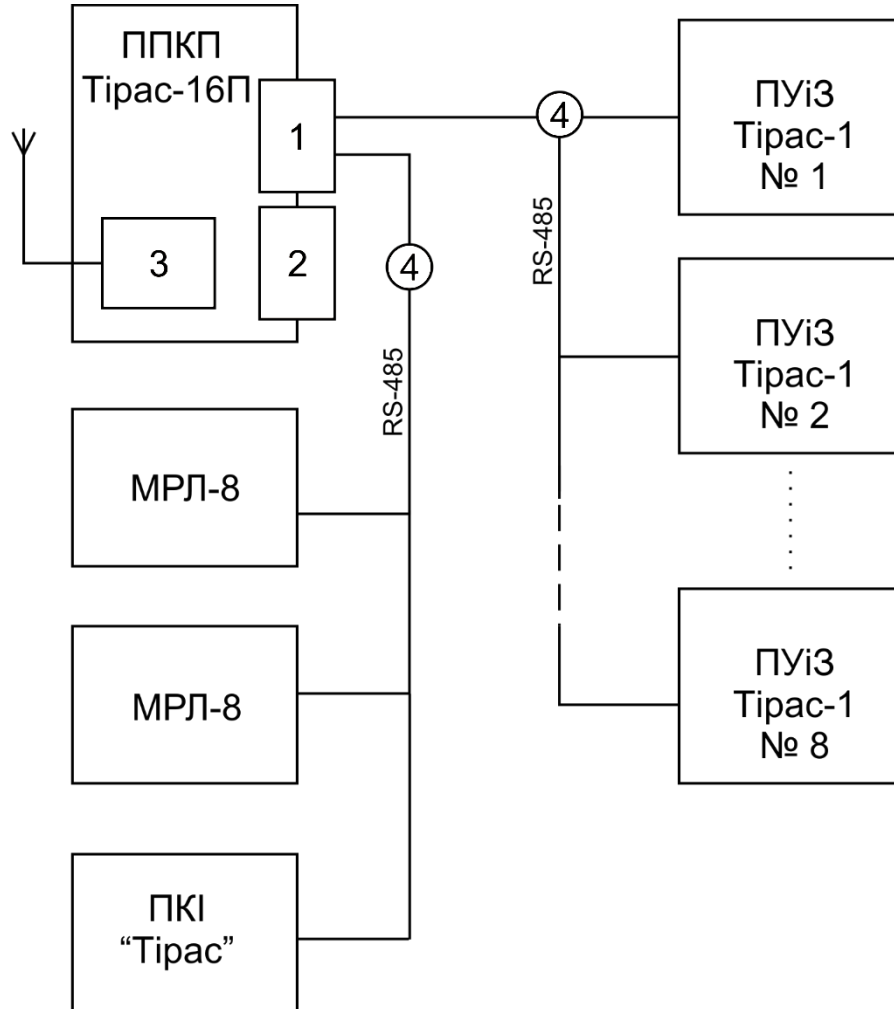 ППКП
Тірас-16П
1
2
3
4
RS-485
4
RS-485
МРЛ-8
МРЛ-8
ПКІ
“Тірас”
ПУіЗ
Тірас-1
№ 1
ПУіЗ
Тірас-1
№ 2
ПУіЗ
Тірас-1
№ 8